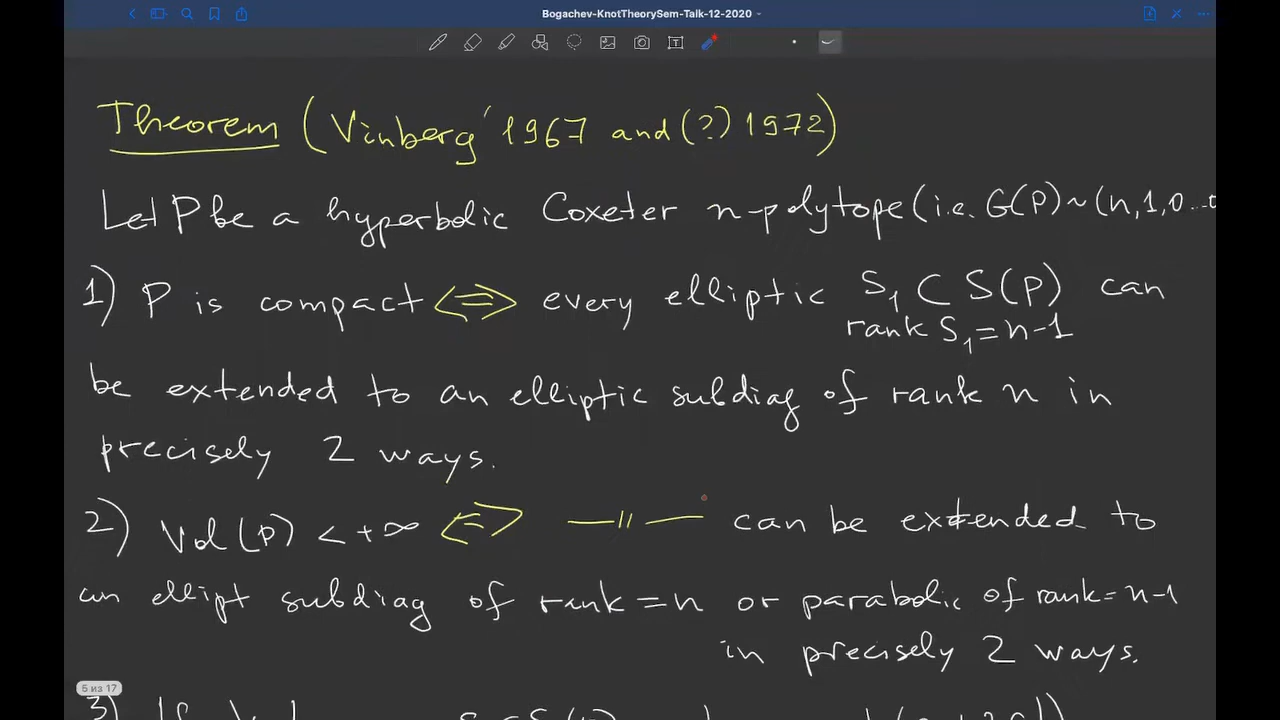 Bogachev-KnotTheorySem-Talk-12-2020
Theorem (Vinberg' 1967 and (?) 1972)
Let P be a hyperbolic Coxeter n-polytope (i.e. G(P) ~ (n,1,0...0
1) P is compact <=> every elliptic S₁ ⊂ S(P) can
rank S₁ = n-1
be extended to an elliptic subdiag of rank n in
precisely 2 ways.
2) Vol(P) < +∞ <=> —〃— can be extended to
an ellipt subdiag of rank = n or parabolic of rank = n-1
in precisely 2 ways.
5 из 17
3) If